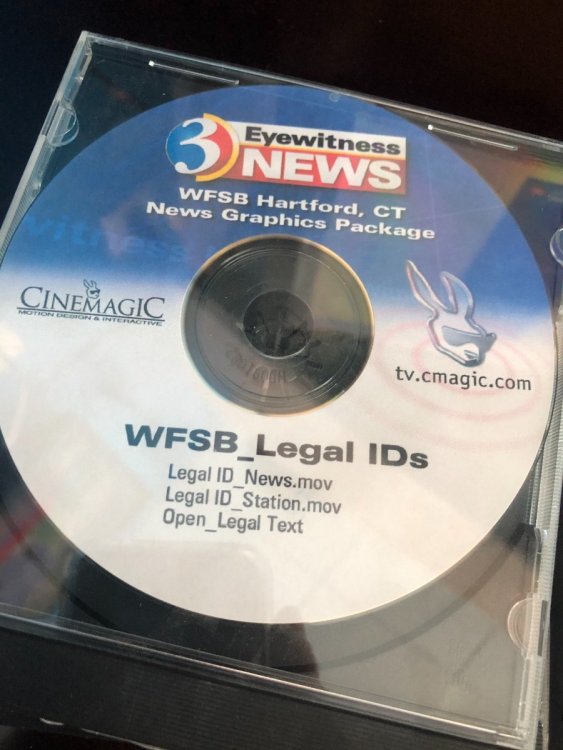 3 Eyewitness
NEWS
WFSB Hartford, CT
News Graphics Package
witness
CINEMAGIC
MOTION DESIGN & INTERACTIVE
tv.cmagic.com
WFSB_Legal IDs
Legal ID_News.mov
Legal ID_Station.mov
Open_Legal Text